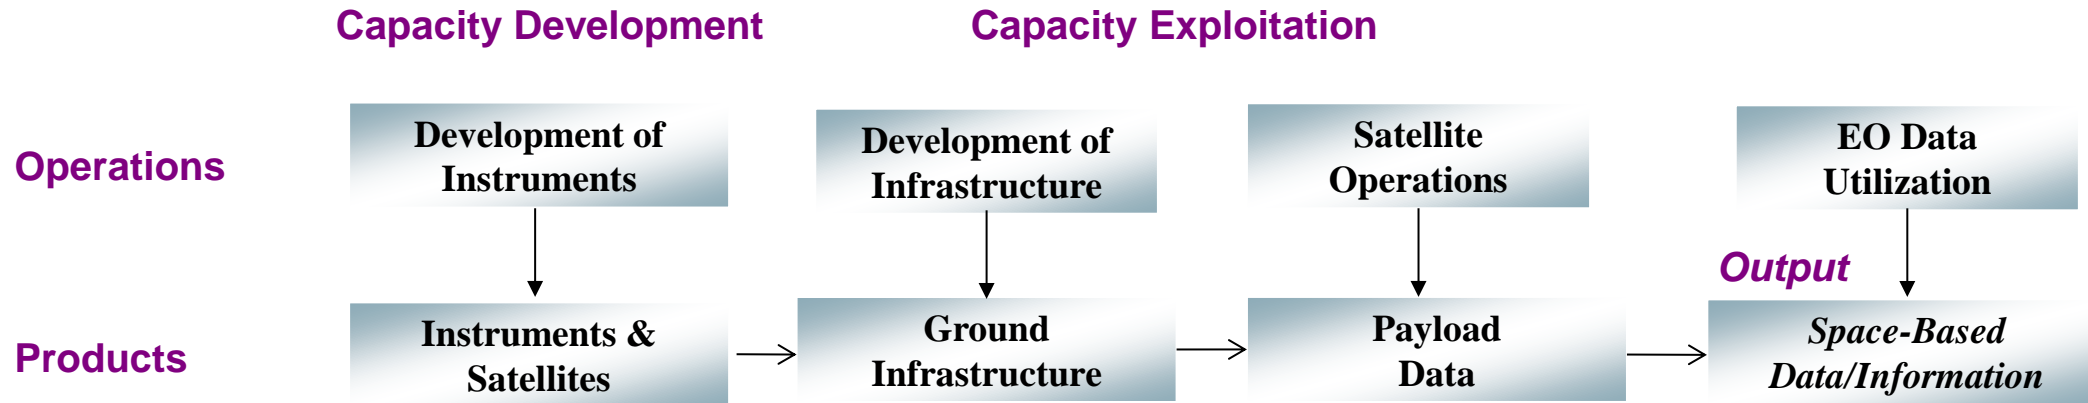 Capacity Development
Capacity Exploitation
Operations
Development of
Instruments
Development of
Infrastructure
Satellite
Operations
EO Data
Utilization
Output
Products
Instruments &
Satellites
Ground
Infrastructure
Payload
Data
Space-Based
Data/Information